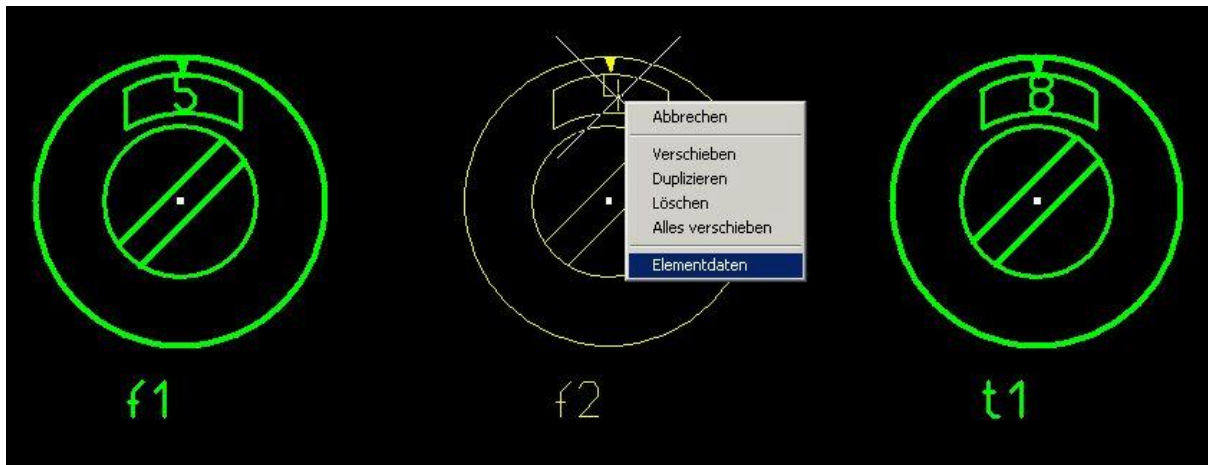 5
8
Abbrechen
Verschieben
Duplizieren
Löschen
Alles verschieben
Elementdaten
f1
f2
t1